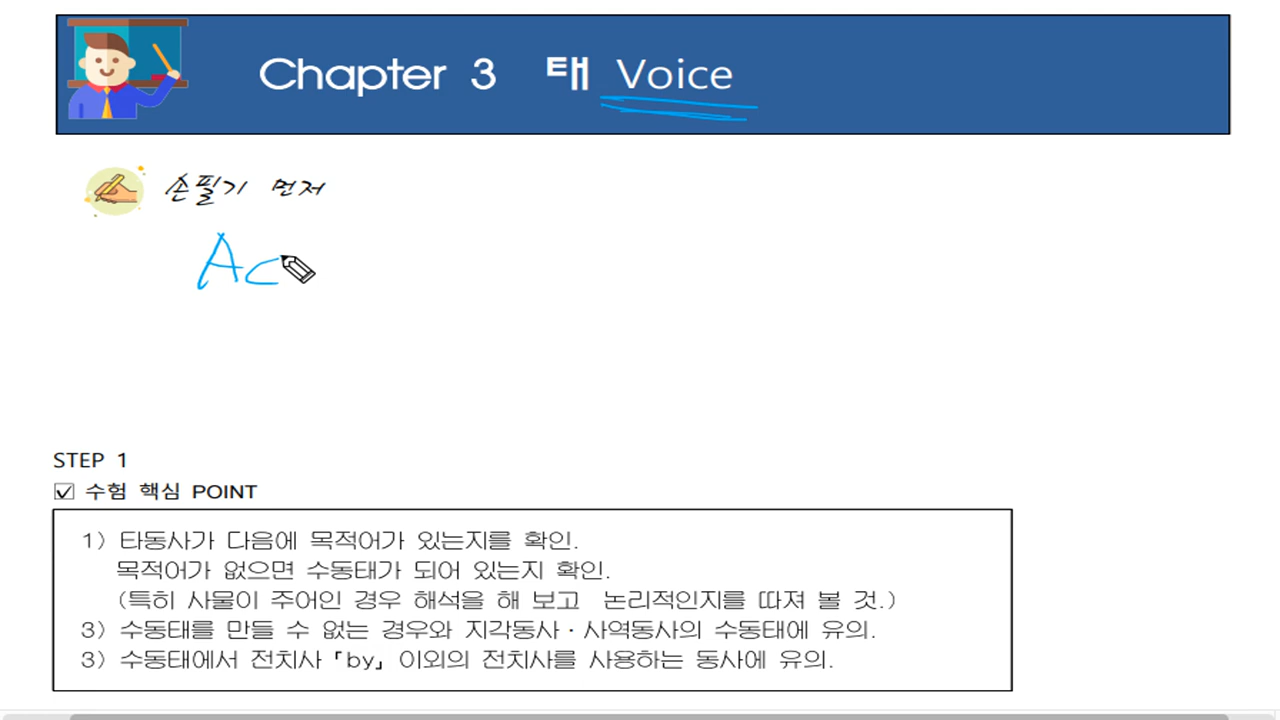 Chapter 3 태 Voice
손필기 먼저
Ac
STEP 1
☑ 수험 핵심 POINT
1) 타동사가 다음에 목적어가 있는지를 확인.
목적어가 없으면 수동태가 되어 있는지 확인.
(특히 사물이 주어인 경우 해석을 해 보고 논리적인지를 따져 볼 것.)
3) 수동태를 만들 수 없는 경우와 지각동사·사역동사의 수동태에 유의.
3) 수동태에서 전치사「by」이외의 전치사를 사용하는 동사에 유의.